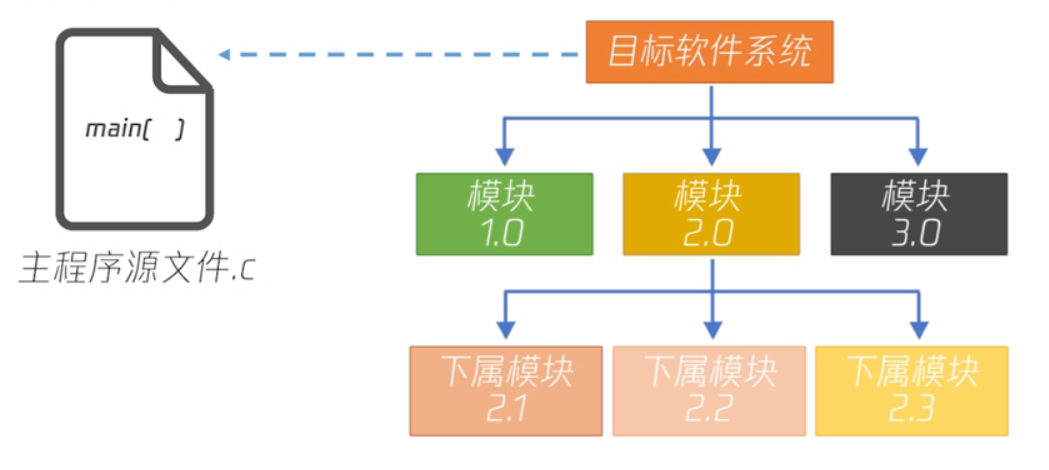 目标软件系统
main( )
模块
1.0
模块
2.0
模块
3.0
主程序源文件.c
下属模块
2.1
下属模块
2.2
下属模块
2.3